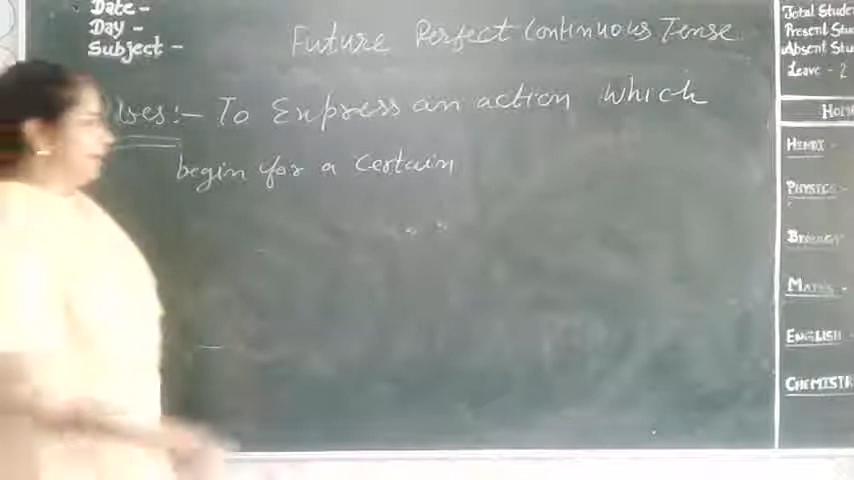 Date -
Day -
Subject -
Future Perfect Continuous Tense
Uses:- To Express an action which
begin for a certain
Total Stude
Present Stu
Absent Stu
Leave - 2
HOM
HINDI -
PHYSICS -
BIOLOGY
MATHS -
ENGLISH -
CHEMISTR